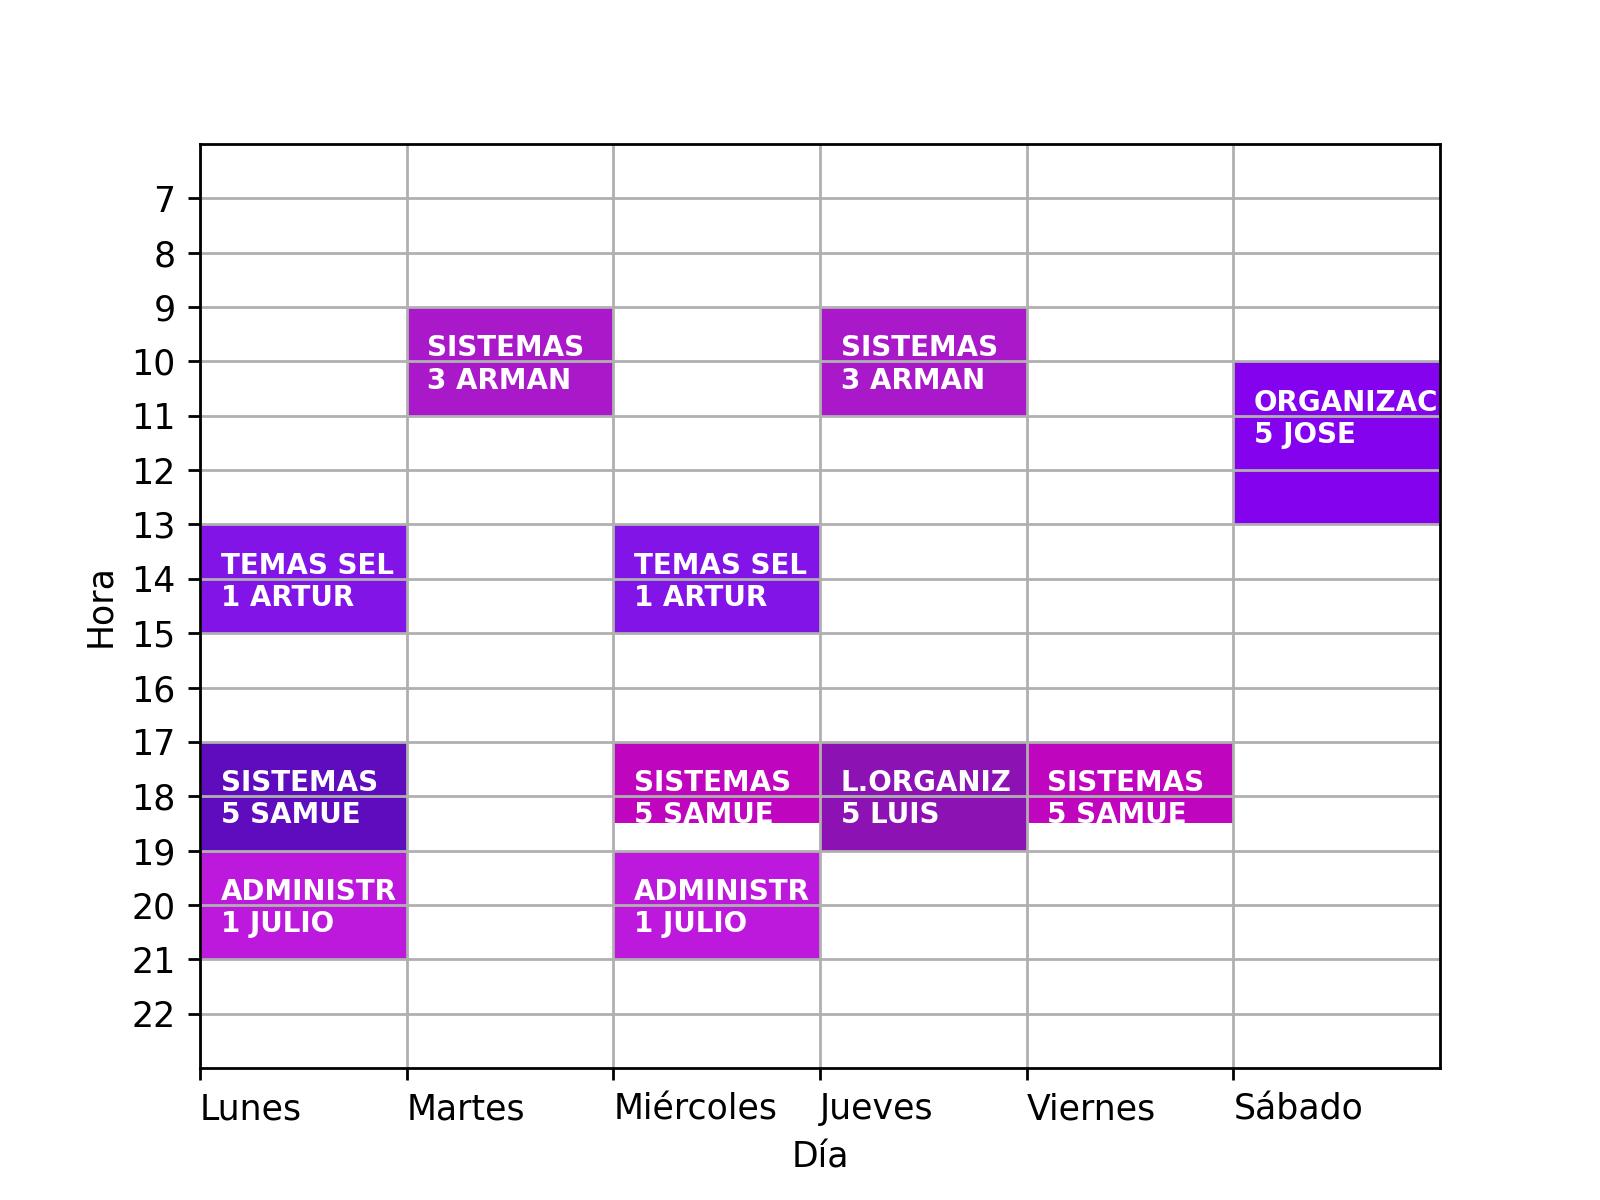 7
8
9
SISTEMAS
3 ARMAN
SISTEMAS
3 ARMAN
10
ORGANIZAC
5 JOSE
11
12
13
TEMAS SEL
1 ARTUR
TEMAS SEL
1 ARTUR
14
Hora
15
16
17
SISTEMAS
5 SAMUE
SISTEMAS
5 SAMUE
L.ORGANIZ
5 LUIS
SISTEMAS
5 SAMUE
18
19
ADMINISTR
1 JULIO
ADMINISTR
1 JULIO
20
21
22
Lunes
Martes
Miércoles
Jueves
Viernes
Sábado
Día